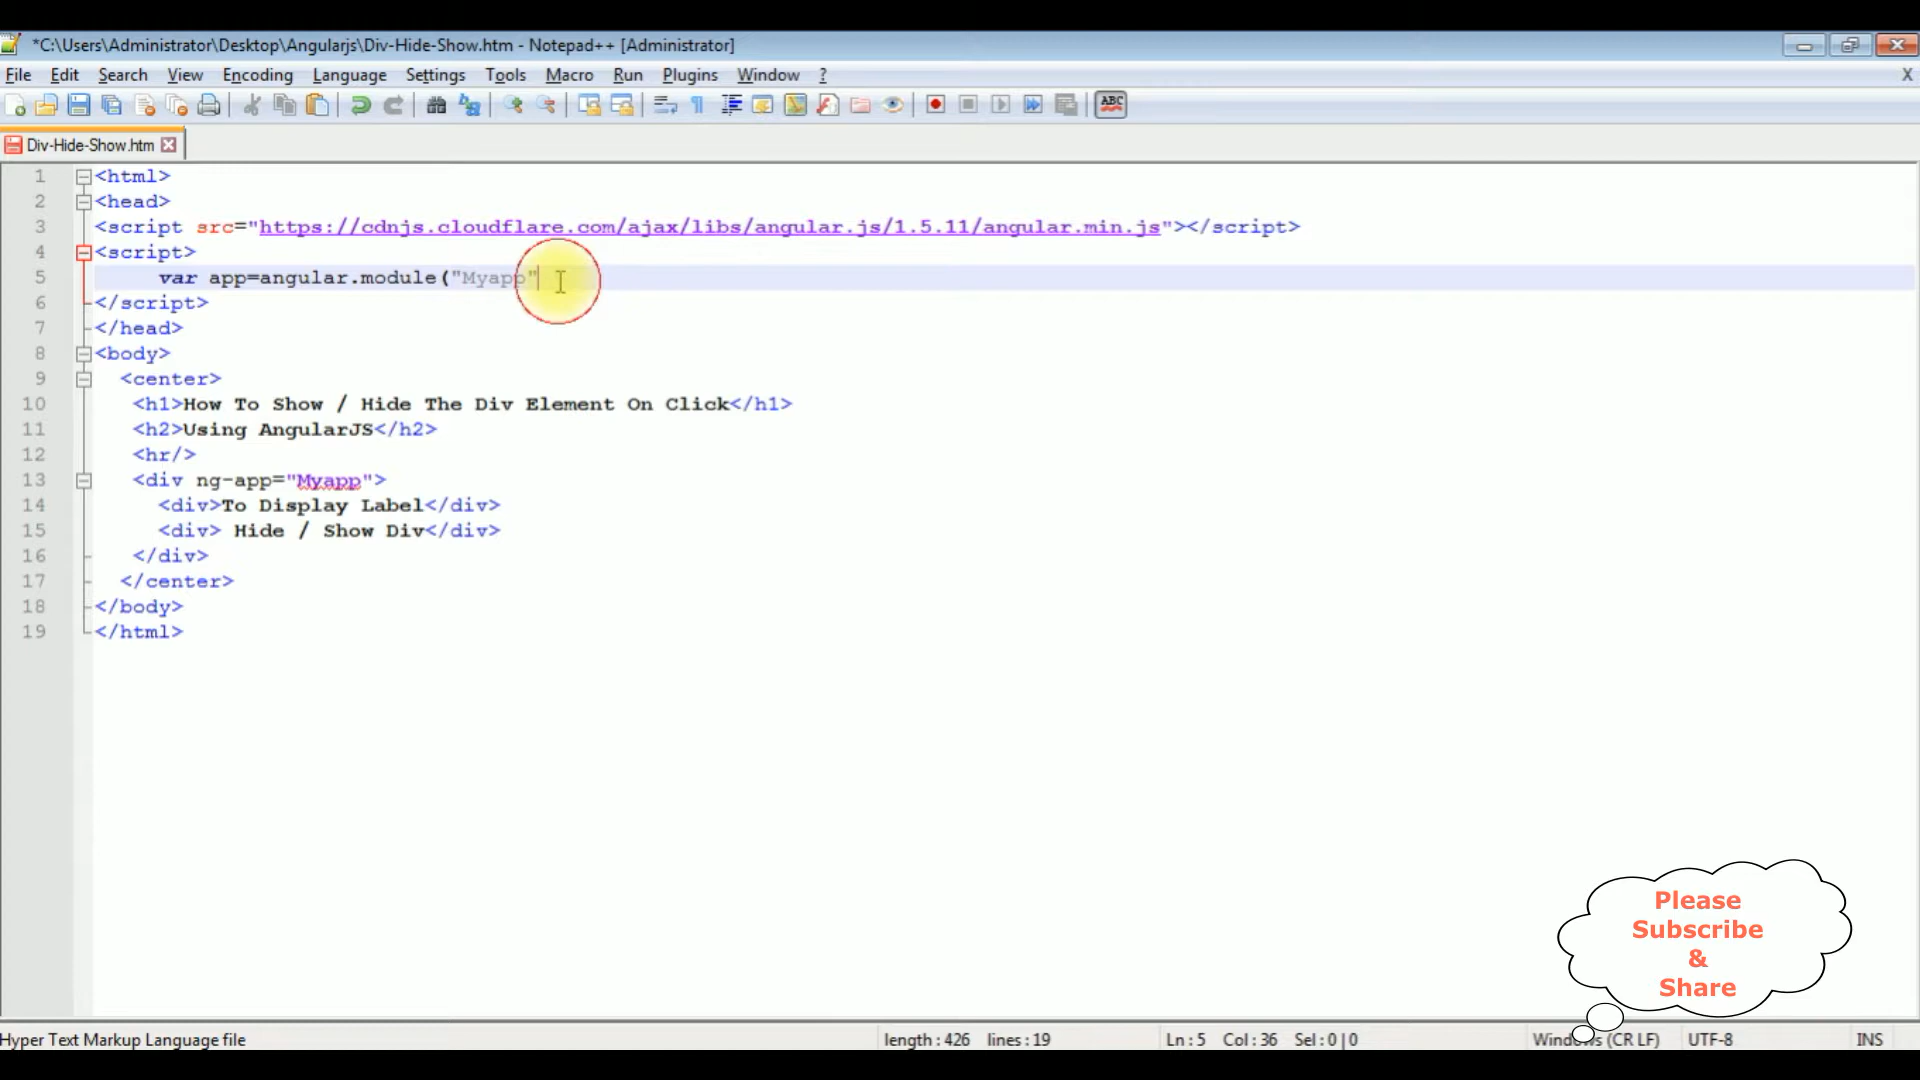 *C:\Users\Administrator\Desktop\Angularjs\Div-Hide-Show.htm - Notepad++ [Administrator]
File Edit Search View Encoding Language Settings Tools Macro Run Plugins Window ? X
ABC
Div-Hide-Show.htm
1 <html>
2 <head>
3 <script src="https://cdnjs.cloudflare.com/ajax/libs/angular.js/1.5.11/angular.min.js"></script>
4 <script>
5 var app=angular.module("Myapp"
6 </script>
7 </head>
8 <body>
9 <center>
10 <h1>How To Show / Hide The Div Element On Click</h1>
11 <h2>Using AngularJS</h2>
12 <hr/>
13 <div ng-app="Myapp">
14 <div>To Display Label</div>
15 <div> Hide / Show Div</div>
16 </div>
17 </center>
18 </body>
19 </html>
Please
Subscribe
&
Share
Hyper Text Markup Language file length : 426 lines : 19 Ln : 5 Col : 36 Sel : 0 | 0 Windows (CR LF) UTF-8 INS